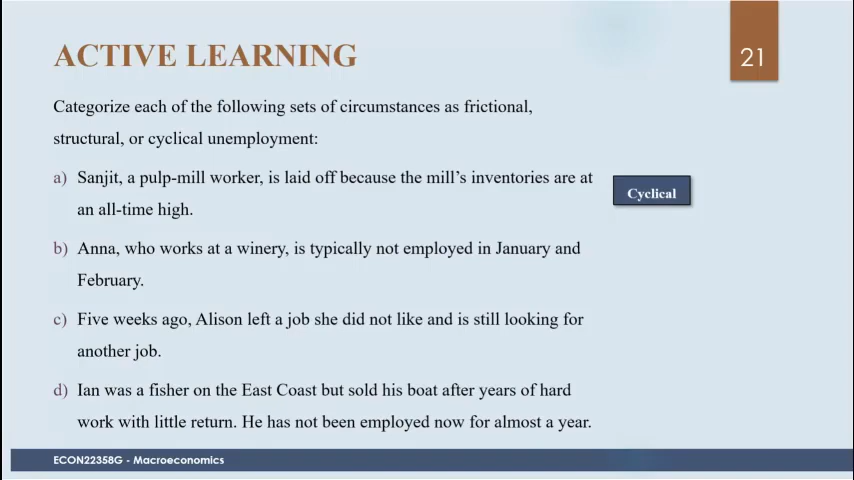 ACTIVE LEARNING
21
Categorize each of the following sets of circumstances as frictional,
structural, or cyclical unemployment:
a) Sanjit, a pulp-mill worker, is laid off because the mill’s inventories are at
an all-time high.
Cyclical
b) Anna, who works at a winery, is typically not employed in January and
February.
c) Five weeks ago, Alison left a job she did not like and is still looking for
another job.
d) Ian was a fisher on the East Coast but sold his boat after years of hard
work with little return. He has not been employed now for almost a year.
ECON22358G - Macroeconomics